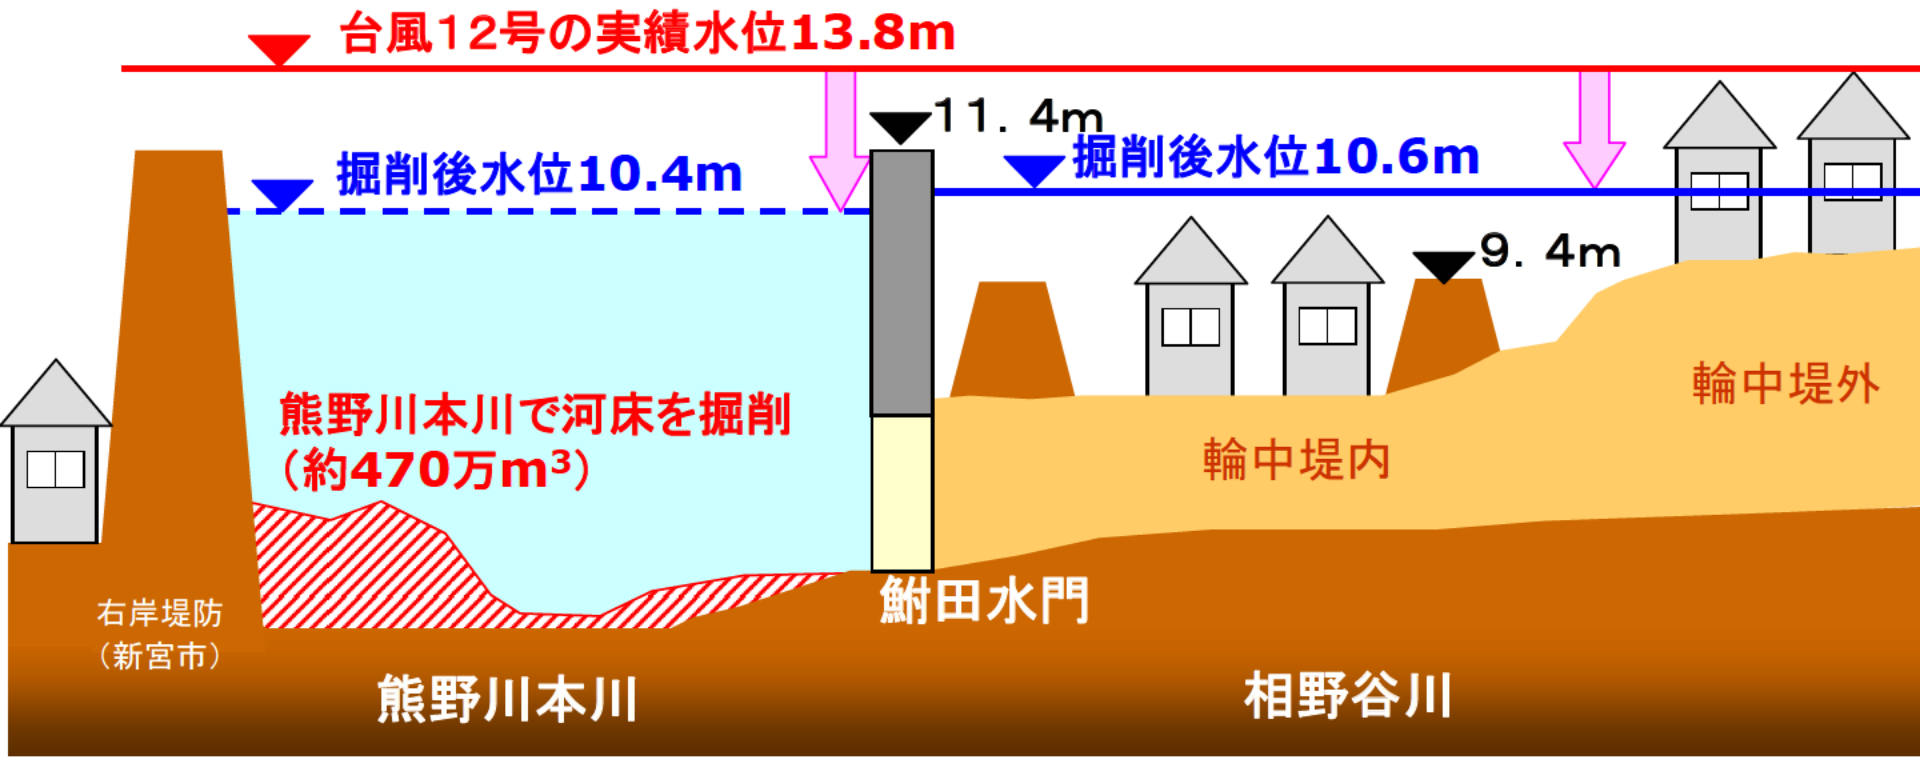 台風１２号の実績水位13.8m
１１．４ｍ
掘削後水位10.4m
掘削後水位10.6m
９．４ｍ
熊野川本川で河床を掘削
（約470万m³）
輪中堤外
輪中堤内
鮒田水門
右岸堤防
（新宮市）
熊野川本川
相野谷川